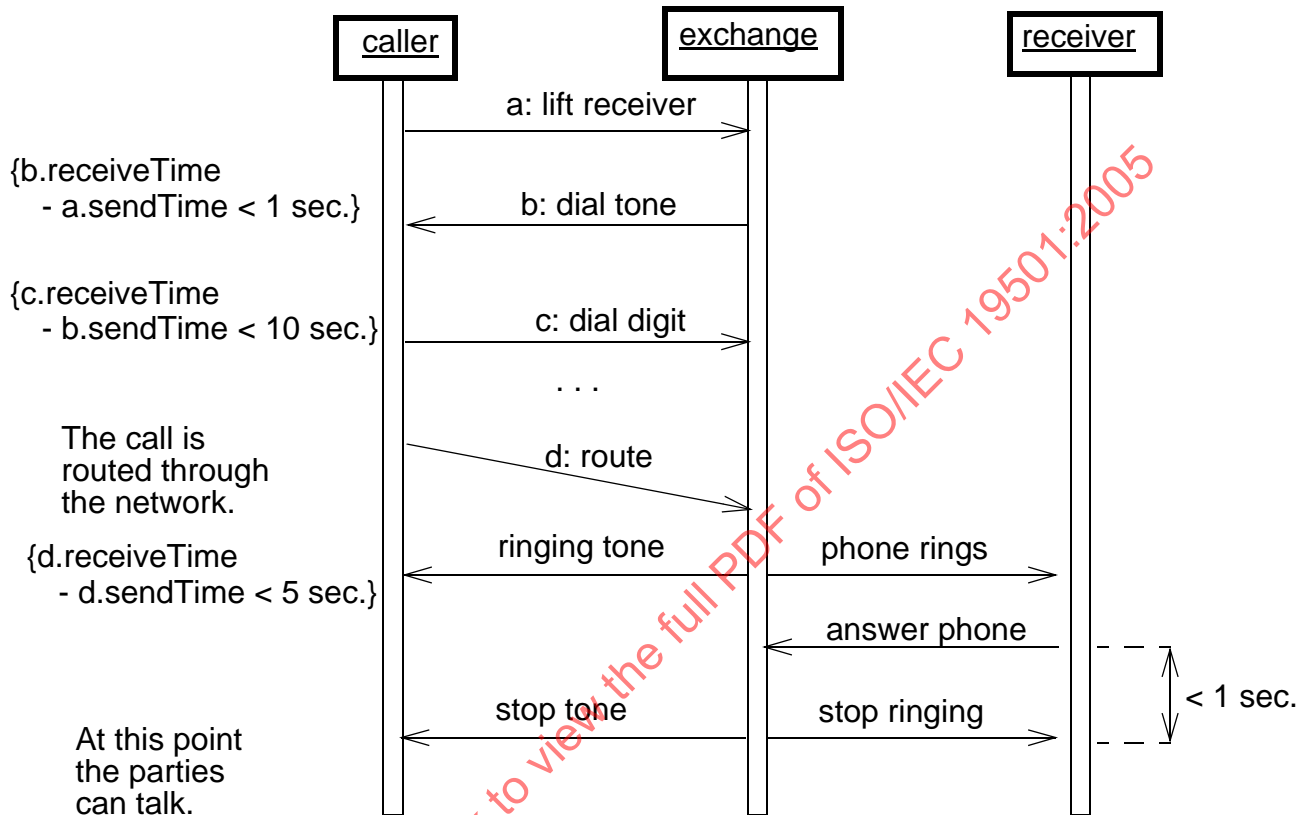 caller
exchange
receiver
a: lift receiver
{b.receiveTime
- a.sendTime < 1 sec.}
b: dial tone
{c.receiveTime
- b.sendTime < 10 sec.}
c: dial digit
. . .
The call is
routed through
the network.
d: route
{d.receiveTime
- d.sendTime < 5 sec.}
ringing tone
phone rings
answer phone
< 1 sec.
stop tone
stop ringing
At this point
the parties
can talk.
to view the full PDF of ISO/IEC 19501:2005